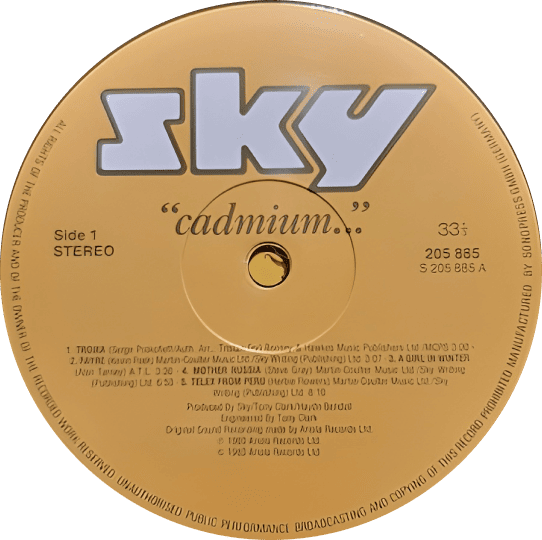 sky
“cadmium...”
Side 1
STEREO
33⅓
205 885
S 205 885 A
1. TROIKA (Serge Prokofieff/Auth. Arr. Hawkes Music Publishers Ltd./MCPS 3:03 -
2. FAYRE (Kevin Peek) Martin-Coulter Music Ltd./Sky Writing (Publishing) Ltd. 3:07 - 3. A GIRL IN WINTER
(Alan Tarney) A.T.L. 3:38 - 4. MOTHER RUSSIA (Steve Gray) Martin-Coulter Music Ltd./Sky Writing
(Publishing) Ltd. 6:53 - 5. TELEX FROM PERU (Herbie Flowers) Martin-Coulter Music Ltd./Sky
Writing (Publishing) Ltd. 8:10
Produced by Sky/Tony Clark/Haydn Bendall
Engineered by Tony Clark
Original Sound Recording made by Ariola Records Ltd.
℗ 1983 Ariola Records Ltd.
© 1983 Ariola Records Ltd.
ALL RIGHTS OF THE PRODUCER AND OF THE OWNER OF THE RECORDED WORK RESERVED. UNAUTHORISED PUBLIC PERFORMANCE BROADCASTING AND COPYING OF THIS RECORD PROHIBITED MANUFACTURED BY SONOPRESS GMBH (GERMANY)